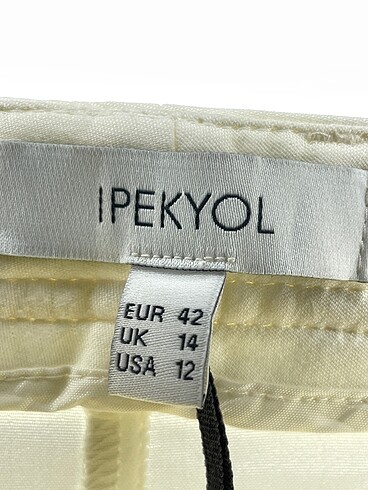 IPEKYOL
EUR 42
UK 14
USA 12